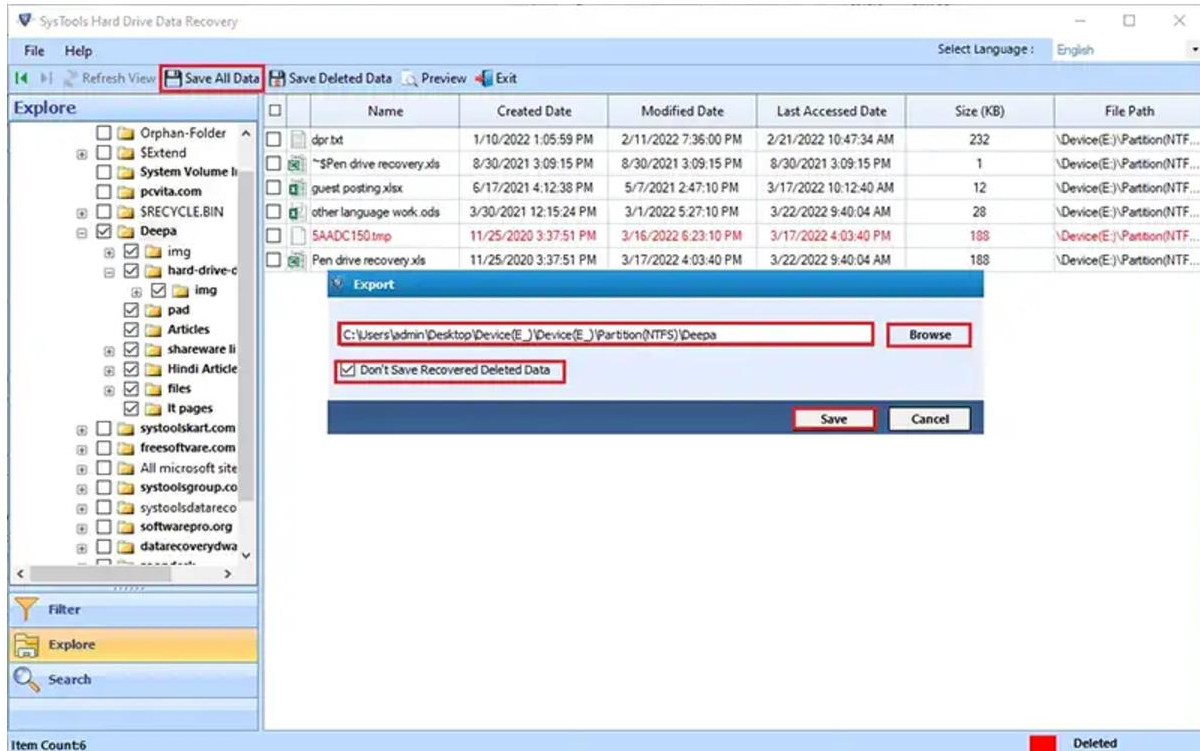 SysTools Hard Drive Data Recovery
File Help Select Language : English
Refresh View Save All Data Save Deleted Data Preview Exit
Explore
Name Created Date Modified Date Last Accessed Date Size (KB) File Path
dpr.txt 1/10/2022 1:05:59 PM 2/11/2022 7:36:00 PM 2/21/2022 10:47:34 AM 232 \Device(E:)\Partition(NTF...
~$Pen drive recovery.xls 8/30/2021 3:09:15 PM 8/30/2021 3:09:15 PM 8/30/2021 3:09:15 PM 1 \Device(E:)\Partition(NTF...
guest posting.xlsx 6/17/2021 4:12:38 PM 5/7/2021 2:47:10 PM 3/17/2022 10:12:40 AM 12 \Device(E:)\Partition(NTF...
other language work.ods 3/30/2021 12:15:24 PM 3/1/2022 5:27:10 PM 3/22/2022 9:40:04 AM 28 \Device(E:)\Partition(NTF...
5AADC150.tmp 11/25/2020 3:37:51 PM 3/16/2022 6:23:10 PM 3/17/2022 4:03:40 PM 188 \Device(E:)\Partition(NTF...
Pen drive recovery.xls 11/25/2020 3:37:51 PM 3/17/2022 4:03:40 PM 3/22/2022 9:40:04 AM 188 \Device(E:)\Partition(NTF...
Orphan-Folder
$Extend
System Volume I
pcvita.com
$RECYCLE.BIN
Deepa
img
hard-drive-d
img
pad
Articles
shareware li
Hindi Article
files
lt pages
systoolskart.com
freesoftvare.com
All microsoft site
systoolsgroup.co
systoolsdatareco
softwarepro.org
datarecoverydwa
Export
C:\Users\admin\Desktop\Device(E_)\Device(E_)\Partition(NTFS)\Deepa
Browse
Don't Save Recovered Deleted Data
Save Cancel
Filter
Explore
Search
Item Count:6 Deleted